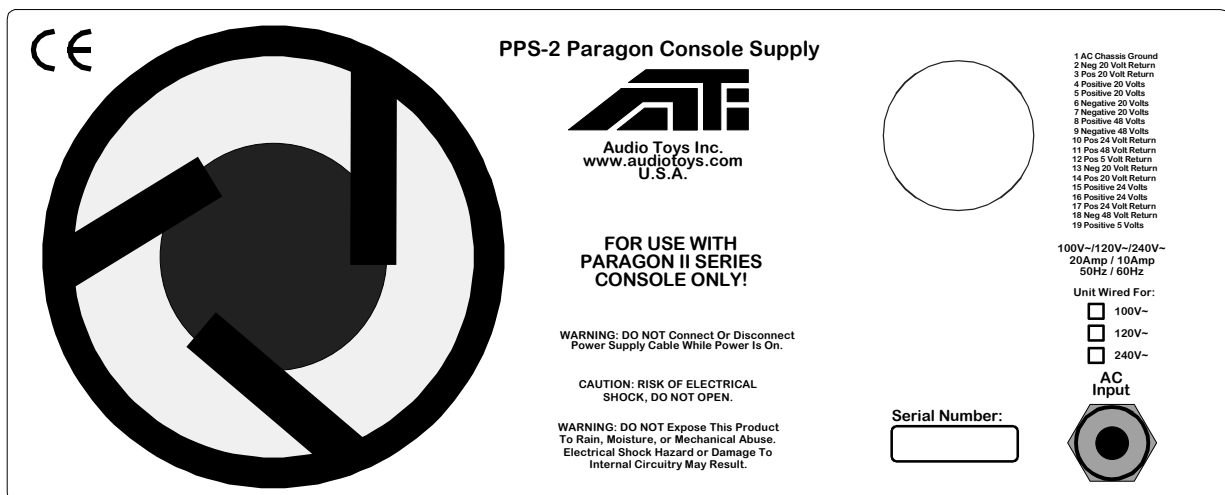 CE
PPS-2 Paragon Console Supply
ATi
Audio Toys Inc.
www.audiotoys.com
U.S.A.
FOR USE WITH
PARAGON II SERIES
CONSOLE ONLY!
WARNING: DO NOT Connect Or Disconnect
Power Supply Cable While Power Is On.
CAUTION: RISK OF ELECTRICAL
SHOCK, DO NOT OPEN.
WARNING: DO NOT Expose This Product
To Rain, Moisture, or Mechanical Abuse.
Electrical Shock Hazard or Damage To
Internal Circuitry May Result.
1 AC Chassis Ground
2 Neg 20 Volt Return
3 Pos 20 Volt Return
4 Positive 20 Volts
5 Positive 20 Volts
6 Negative 20 Volts
7 Negative 20 Volts
8 Positive 48 Volts
9 Negative 48 Volts
10 Pos 24 Volt Return
11 Pos 48 Volt Return
12 Pos 5 Volt Return
13 Neg 20 Volt Return
14 Pos 20 Volt Return
15 Positive 24 Volts
16 Positive 24 Volts
17 Pos 24 Volt Return
18 Neg 48 Volt Return
19 Positive 5 Volts
100V~/120V~/240V~
20Amp / 10Amp
50Hz / 60Hz
Unit Wired For:
100V~
120V~
240V~
AC
Input
Serial Number: